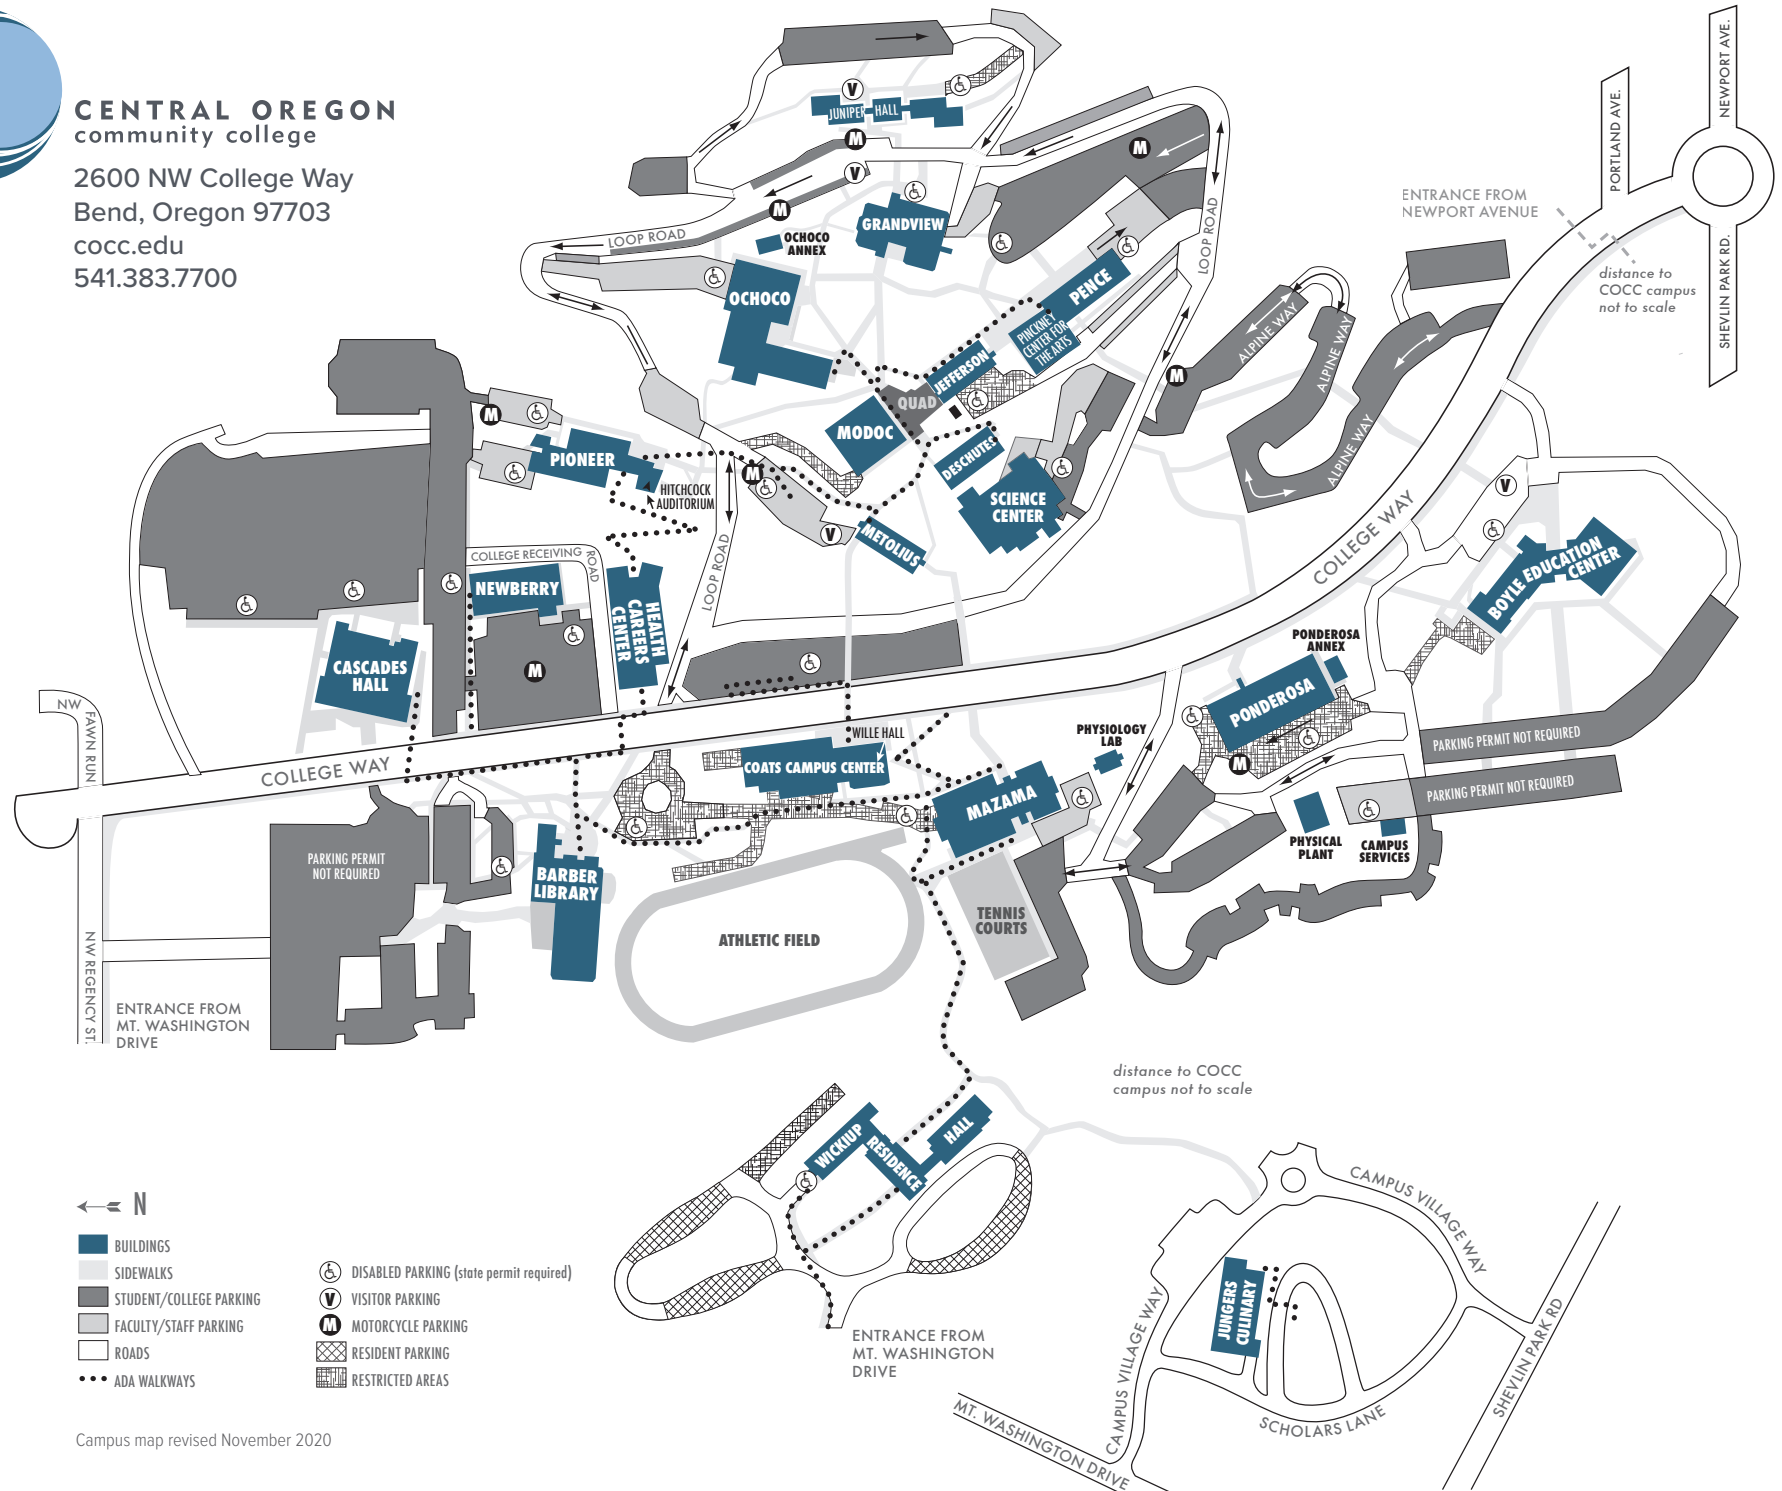 CENTRAL OREGON
community college
2600 NW College Way
Bend, Oregon 97703
cocc.edu
541.383.7700
V
JUNIPER HALL
M
V
M
M
GRANDVIEW
OCHOCO
ANNEX
LOOP ROAD
OCHOCO
PENCE
PINCKNEY
CENTER FOR
THE ARTS
JEFFERSON
QUAD
MODOC
DESCHUTES
SCIENCE
CENTER
METOLIUS
LOOP ROAD
M
ALPINE WAY
ALPINE WAY
ALPINE WAY
ENTRANCE FROM
NEWPORT AVENUE
PORTLAND AVE.
NEWPORT AVE.
SHEVLIN PARK RD.
distance to
COCC campus
not to scale
M
PIONEER
HITCHCOCK
AUDITORIUM
M
V
COLLEGE RECEIVING
ROAD
NEWBERRY
HEALTH
CAREERS
CENTER
LOOP ROAD
M
CASCADES
HALL
COLLEGE WAY
V
BOYLE EDUCATION
CENTER
PONDEROSA
ANNEX
PONDEROSA
M
PARKING PERMIT NOT REQUIRED
PARKING PERMIT NOT REQUIRED
PHYSICAL
PLANT
CAMPUS
SERVICES
NW
FAWN RUN
COLLEGE WAY
WILLE HALL
COATS CAMPUS CENTER
PHYSIOLOGY
LAB
MAZAMA
PARKING PERMIT
NOT REQUIRED
BARBER
LIBRARY
ATHLETIC FIELD
TENNIS
COURTS
NW REGENCY ST.
ENTRANCE FROM
MT. WASHINGTON
DRIVE
distance to COCC
campus not to scale
WICKIUP
RESIDENCE
HALL
ENTRANCE FROM
MT. WASHINGTON
DRIVE
CAMPUS VILLAGE WAY
CAMPUS VILLAGE WAY
JUNGERS
CULINARY
SCHOLARS LANE
SHEVLIN PARK RD
MT. WASHINGTON DRIVE
N
BUILDINGS
SIDEWALKS
STUDENT/COLLEGE PARKING
FACULTY/STAFF PARKING
ROADS
ADA WALKWAYS
DISABLED PARKING (state permit required)
V VISITOR PARKING
M MOTORCYCLE PARKING
RESIDENT PARKING
RESTRICTED AREAS
Campus map revised November 2020